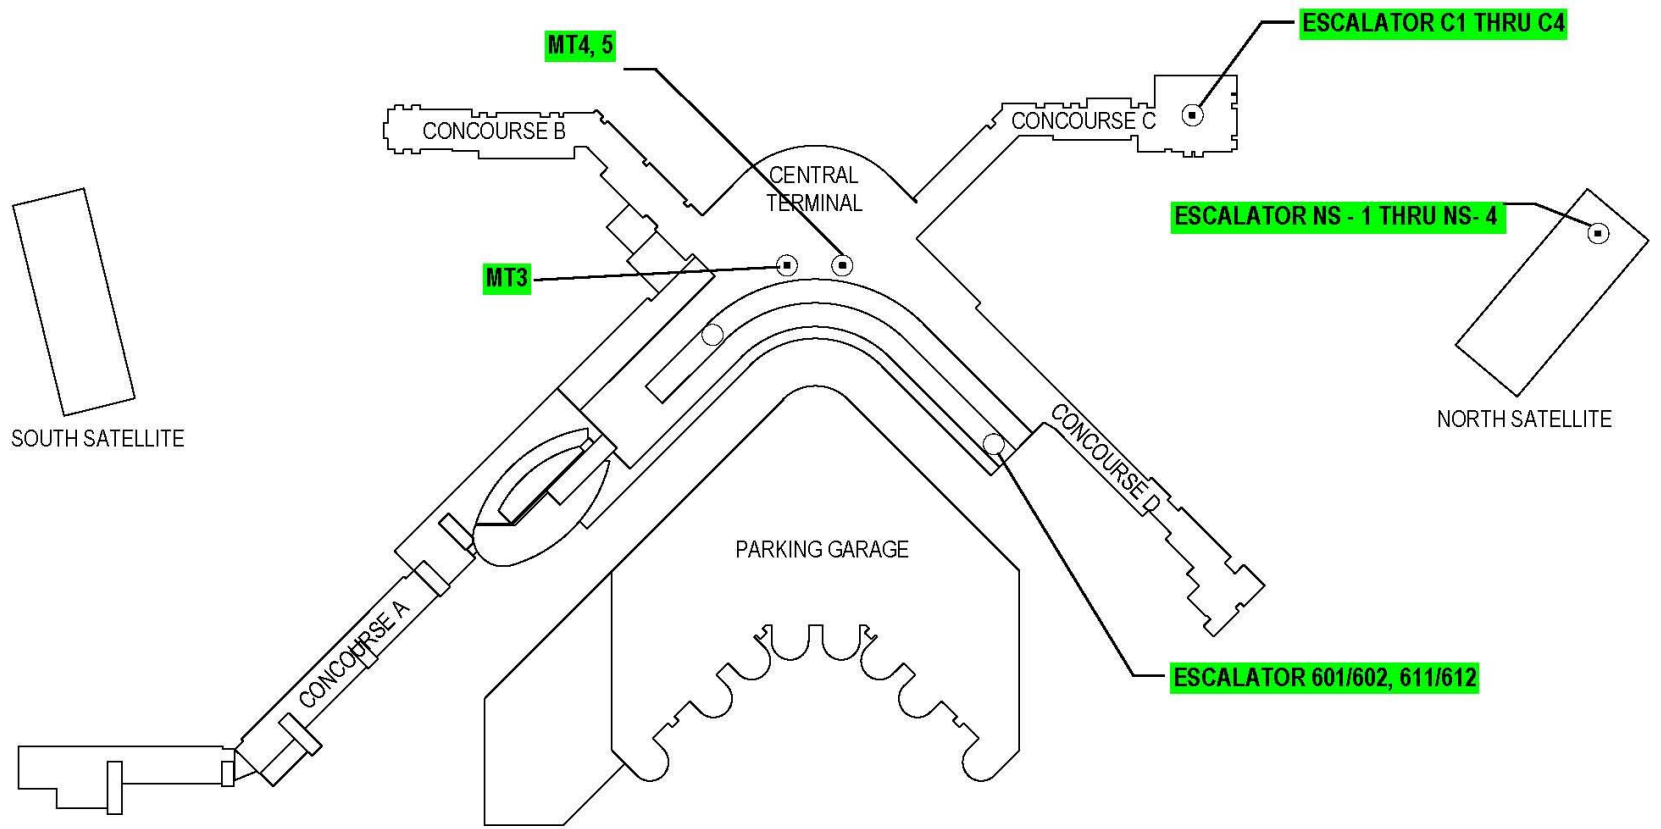 ESCALATOR C1 THRU C4
MT4, 5
CONCOURSE B
CONCOURSE C
CENTRAL
TERMINAL
ESCALATOR NS - 1 THRU NS- 4
MT3
SOUTH SATELLITE
NORTH SATELLITE
CONCOURSE D
PARKING GARAGE
CONCOURSE A
ESCALATOR 601/602, 611/612